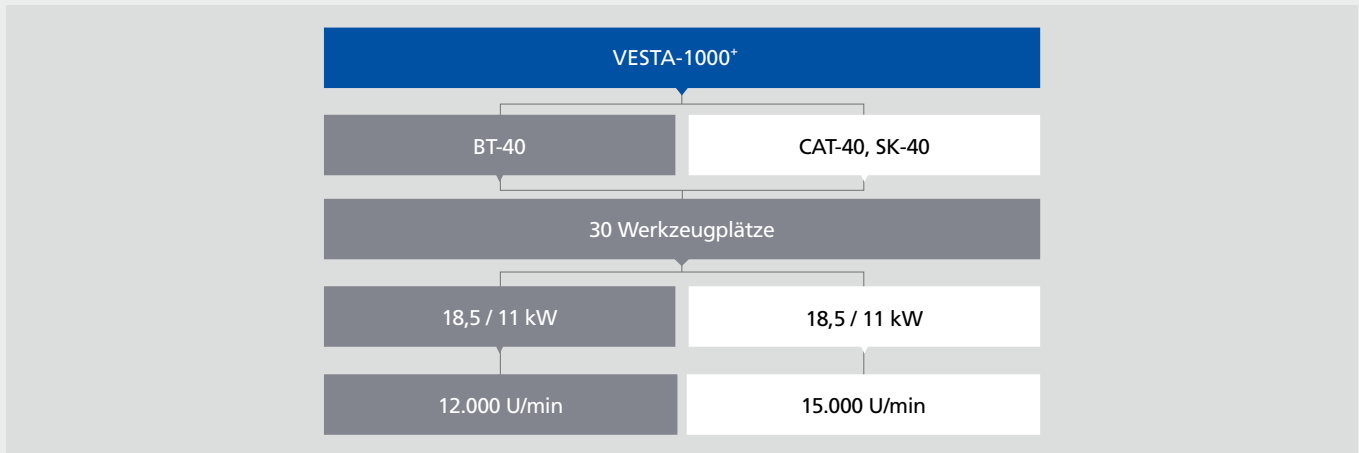 VESTA-1000⁺
BT-40
CAT-40, SK-40
30 Werkzeugplätze
18,5 / 11 kW
18,5 / 11 kW
12.000 U/min
15.000 U/min